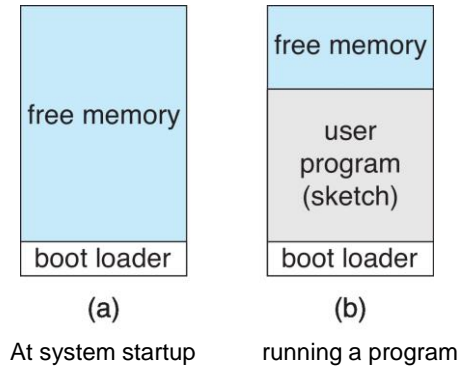 free memory
boot loader
(a)
At system startup
free memory
user
program
(sketch)
boot loader
(b)
running a program